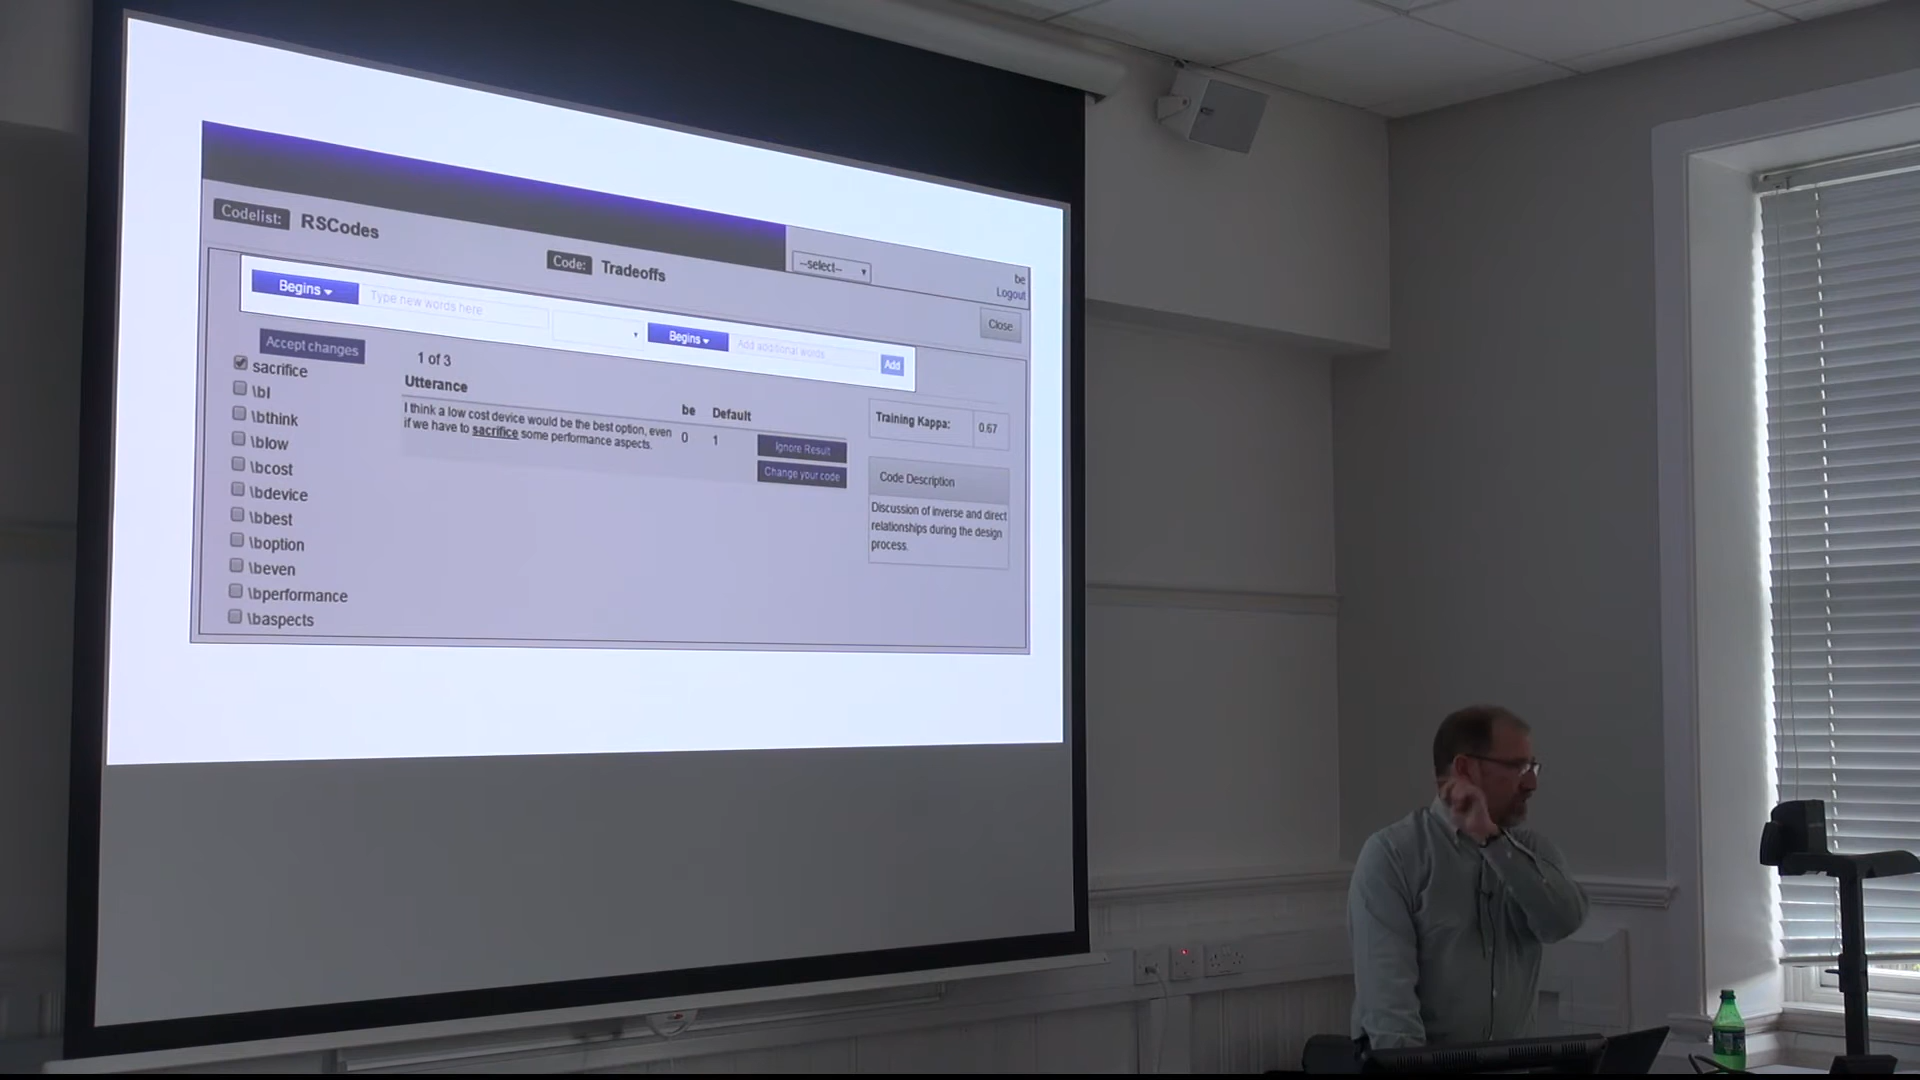 Codelist: RSCodes
Code: Tradeoffs
--select--
be
Logout
Close
Begins
Type new words here
Begins
Add additional words
Add
Accept changes
sacrifice
\bI
\bthink
\blow
\bcost
\bdevice
\bbest
\boption
\beven
\bperformance
\baspects
1 of 3
Utterance be Default
I think a low cost device would be the best option, even
if we have to sacrifice some performance aspects.
0 1
Ignore Result
Change your code
Training Kappa: 0.67
Code Description
Discussion of inverse and direct
relationships during the design
process.